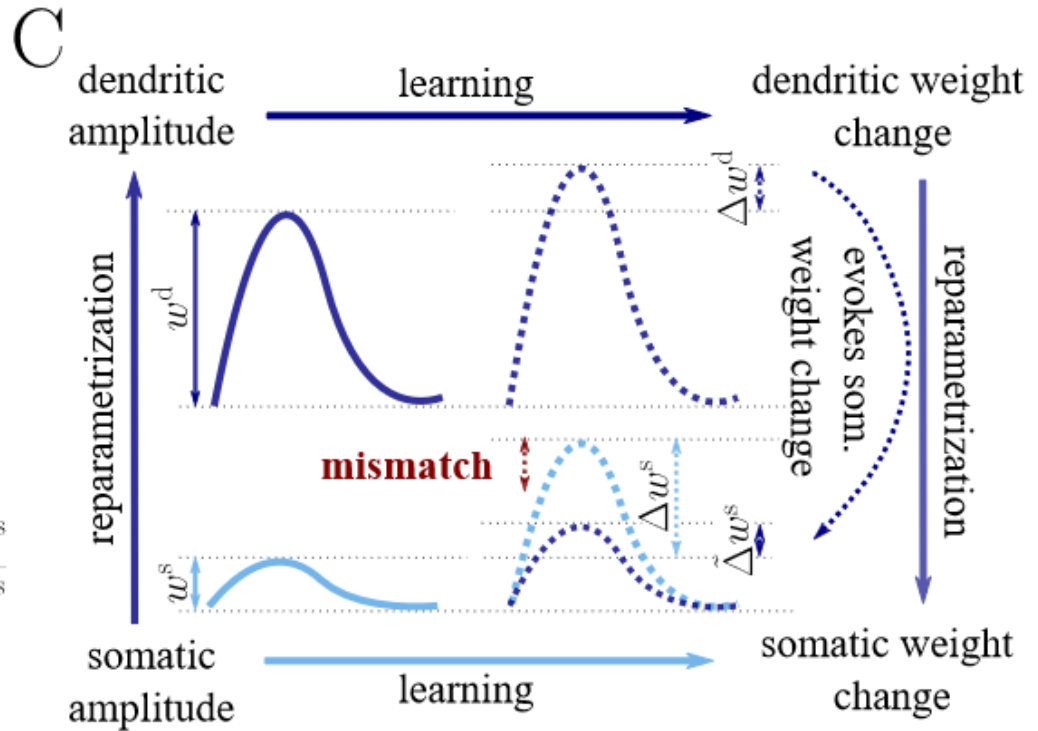 C
dendritic
amplitude
learning
dendritic weight
change
reparametrization
w^d
Δw^d
evokes som.
weight change
reparametrization
mismatch
w^s
Δw^s
Δ̃w^s
s
s
somatic
amplitude
learning
somatic weight
change